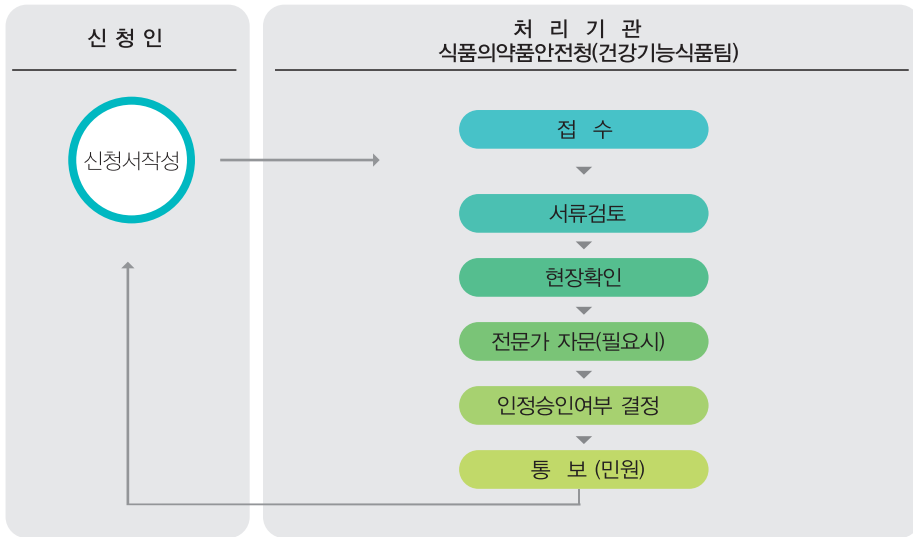 신 청 인
처 리 기 관
식품의약품안전청(건강기능식품팀)
신청서작성
접 수
서류검토
현장확인
전문가 자문(필요시)
인정승인여부 결정
통 보 (민원)